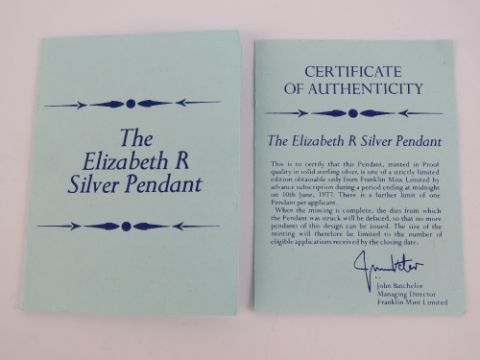 The
Elizabeth R
Silver Pendant
CERTIFICATE
OF AUTHENTICITY
The Elizabeth R Silver Pendant
This is to certify that this Pendant, minted in Proof
quality in solid sterling silver, is one of a strictly limited
edition obtainable only from Franklin Mint Limited by
advance subscription during a period ending at midnight
on 10th June, 1977. There is a further limit of one
Pendant per applicant.
When the minting is complete, the dies from which
the Pendant was struck will be defaced, so that no more
pendants of this design can be issued. The size of the
minting will therefore be limited to the number of
eligible applications received by the closing date.
John Batchelor
Managing Director
Franklin Mint Limited